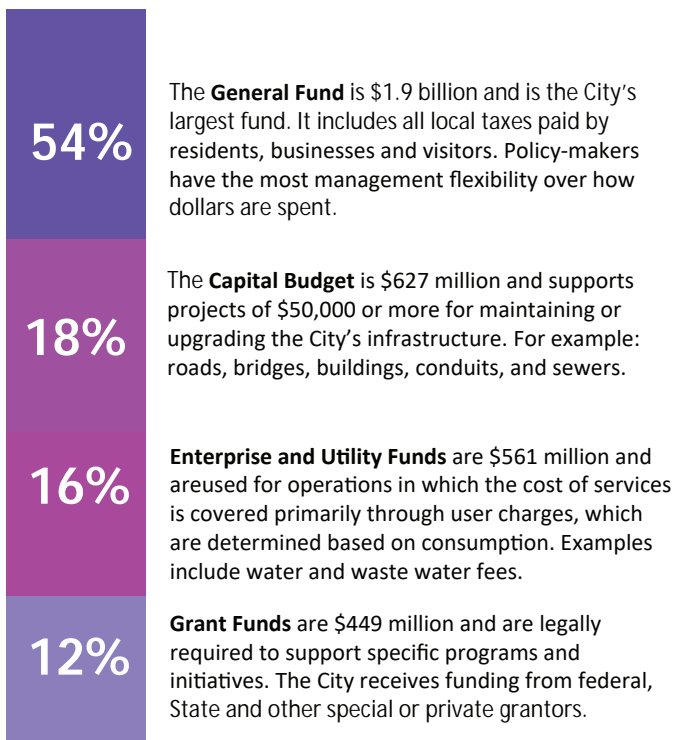 54%
The General Fund is $1.9 billion and is the City's
largest fund. It includes all local taxes paid by
residents, businesses and visitors. Policy-makers
have the most management flexibility over how
dollars are spent.
18%
The Capital Budget is $627 million and supports
projects of $50,000 or more for maintaining or
upgrading the City's infrastructure. For example:
roads, bridges, buildings, conduits, and sewers.
16%
Enterprise and Utility Funds are $561 million and
areused for operations in which the cost of services
is covered primarily through user charges, which
are determined based on consumption. Examples
include water and waste water fees.
12%
Grant Funds are $449 million and are legally
required to support specific programs and
initiatives. The City receives funding from federal,
State and other special or private grantors.